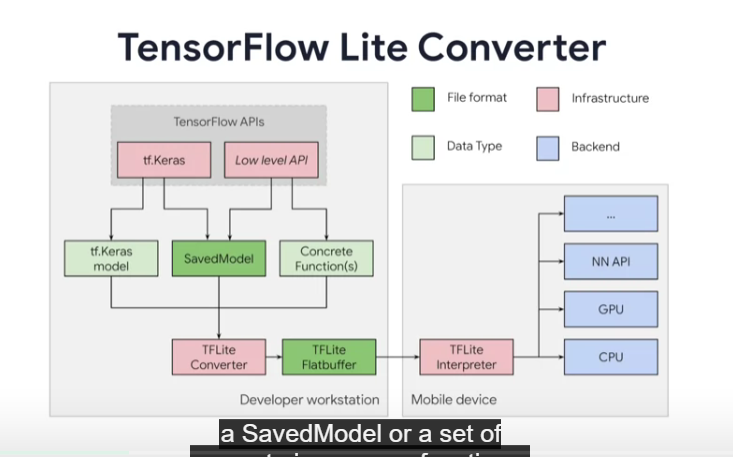 TensorFlow Lite Converter
File format
Infrastructure
Data Type
Backend
TensorFlow APIs
tf.Keras
Low level API
tf.Keras
model
SavedModel
Concrete
Function(s)
TFLite
Converter
TFLite
Flatbuffer
Developer workstation
...
NN API
GPU
CPU
TFLite
Interpreter
Mobile device
a SavedModel or a set of